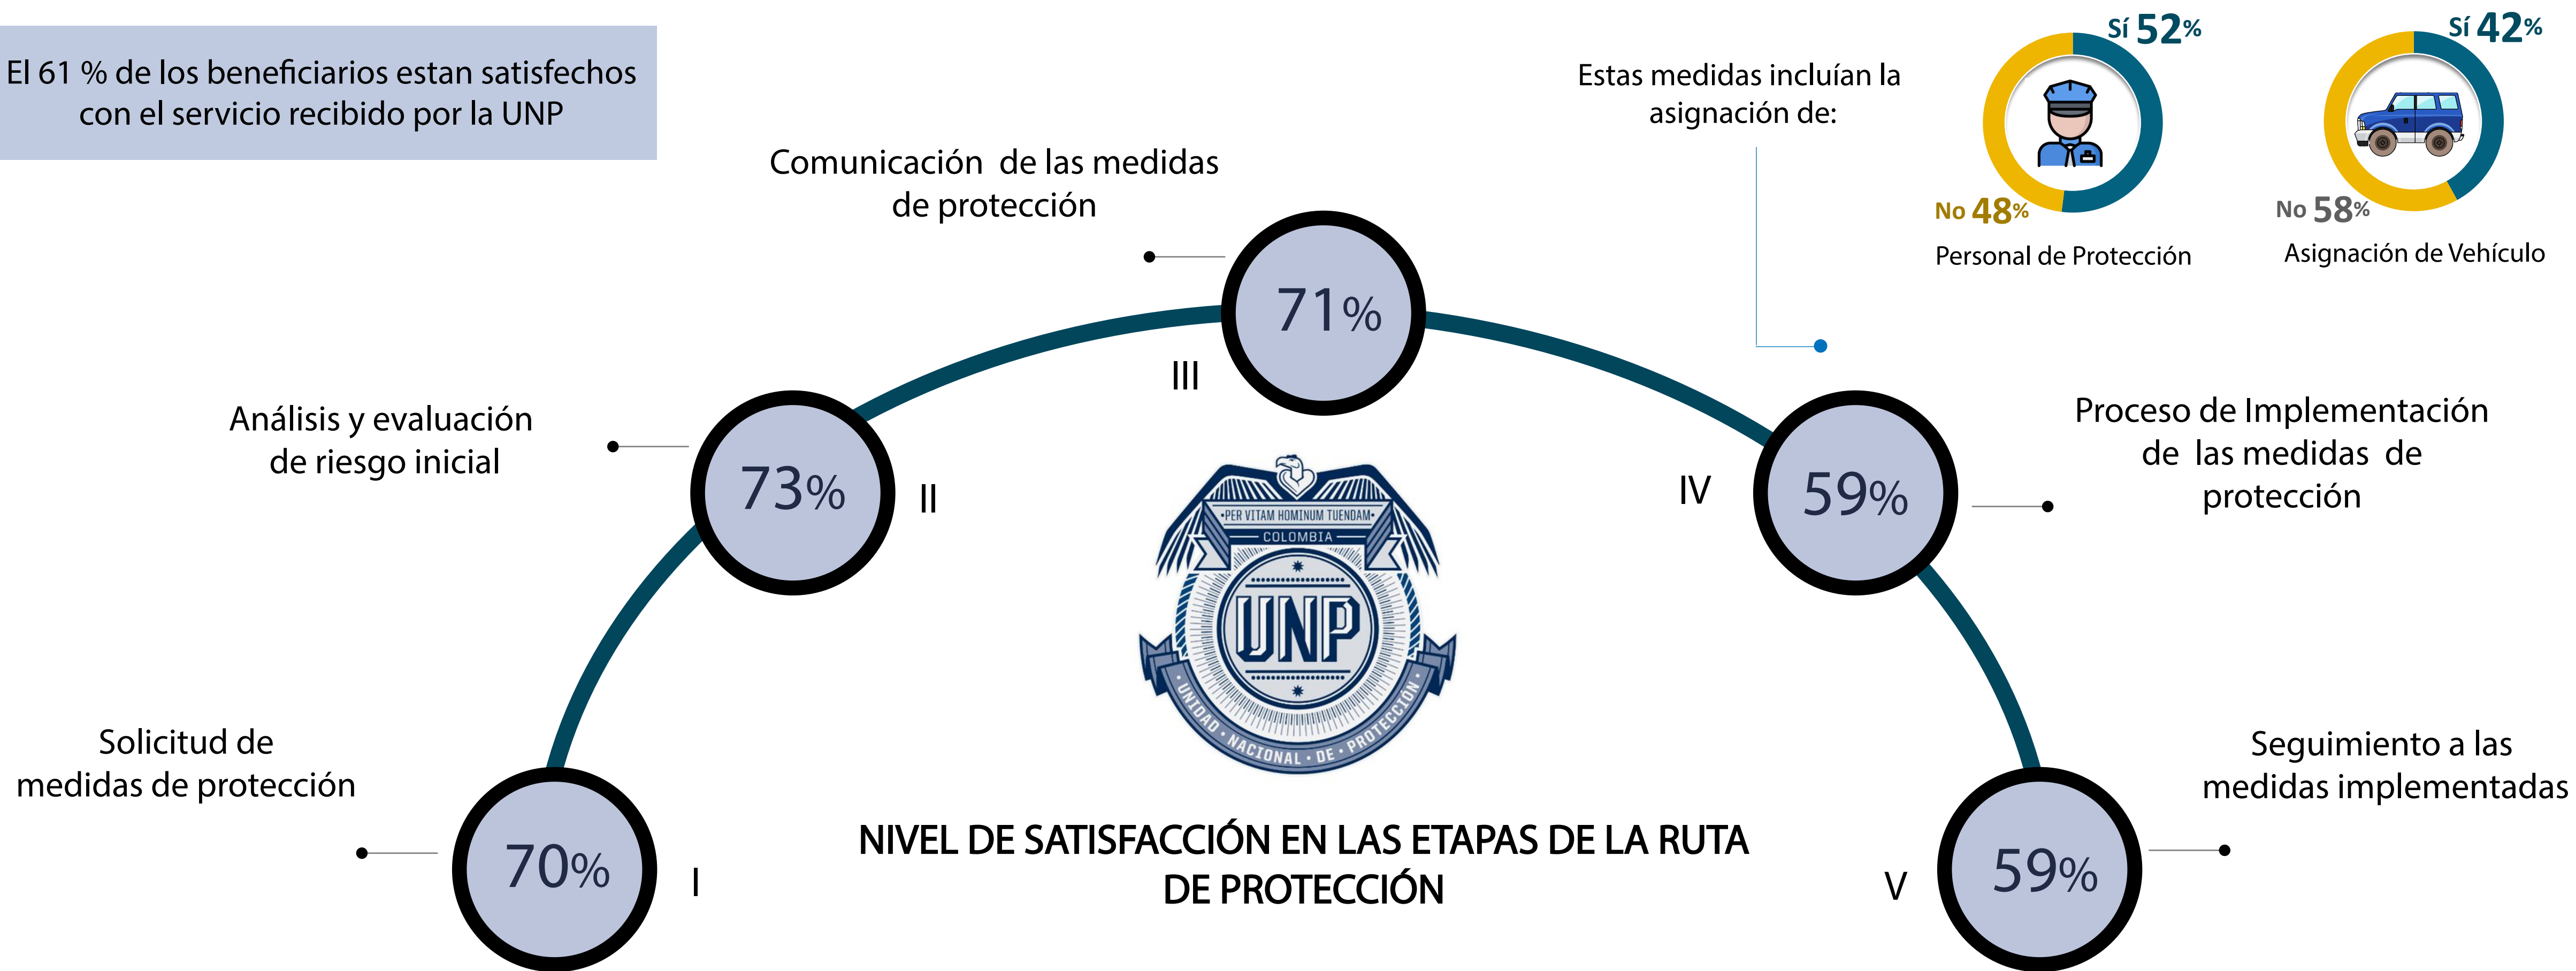 El 61 % de los beneficiarios estan satisfechos
con el servicio recibido por la UNP
Estas medidas incluían la
asignación de:
Sí 52%
No 48%
Personal de Protección
Sí 42%
No 58%
Asignación de Vehículo
Solicitud de
medidas de protección
70%
I
Análisis y evaluación
de riesgo inicial
73%
II
Comunicación de las medidas
de protección
71%
III
IV
59%
Proceso de Implementación
de las medidas de
protección
V
59%
Seguimiento a las
medidas implementadas
•PER VITAM HOMINUM TUENDAM•
COLOMBIA
UNP
• UNIDAD • NACIONAL • DE • PROTECCIÓN •
NIVEL DE SATISFACCIÓN EN LAS ETAPAS DE LA RUTA
DE PROTECCIÓN